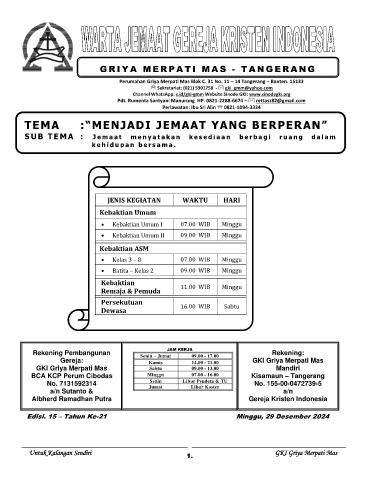 WARTA JEMAAT GEREJA KRISTEN INDONESIA
GRIYA MERPATI MAS - TANGERANG
Perumahan Griya Merpati Mas Blok C. 31 No. 11 – 14 Tangerang – Banten. 15133
Sekretariat: (021) 5901758 - gki_gmm@yahoo.com
Channel WhatsApp: s.id/gki-gmm Website Sinode GKI: www.sinodegki.org
Pdt. Rumenta Santyani Manurung HP. 0821-2288-6674 – rettasc82@gmail.com
Perlawatan: Ibu Sri Alin 0821-1094-3334
TEMA :“MENJADI JEMAAT YANG BERPERAN”
SUB TEMA : Jemaat menyatakan kesediaan berbagi ruang dalam
kehidupan bersama.
JENIS KEGIATAN WAKTU HARI
Kebaktian Umum
• Kebaktian Umum I 07.00 WIB Minggu
• Kebaktian Umum II 09.00 WIB Minggu
Kebaktian ASM
• Kelas 3 – 8 07.00 WIB Minggu
• Batita – Kelas 2 09.00 WIB Minggu
Kebaktian
Remaja & Pemuda 11.00 WIB Minggu
Persekutuan
Dewasa 16.00 WIB Sabtu
Rekening Pembangunan
Gereja:
GKI Griya Merpati Mas
BCA KCP Perum Cibodas
No. 7131592314
a/n Sutanto &
Albherd Ramadhan Putra
JAM KERJA
Senin – Jumat 09.00 - 17.00
Kamis 14.00 - 21.00
Sabtu 09.00 - 13.00
Minggu 07.00 - 16.00
Senin Libur Pendeta & TU
Jumat Libur Koster
Rekening:
GKI Griya Merpati Mas
Mandiri
Kisamaun – Tangerang
No. 155-00-0472739-5
a/n
Gereja Kristen Indonesia
Edisi. 15 – Tahun Ke-21 Minggu, 29 Desember 2024
Untuk Kalangan Sendiri GKI Griya Merpati Mas
1.